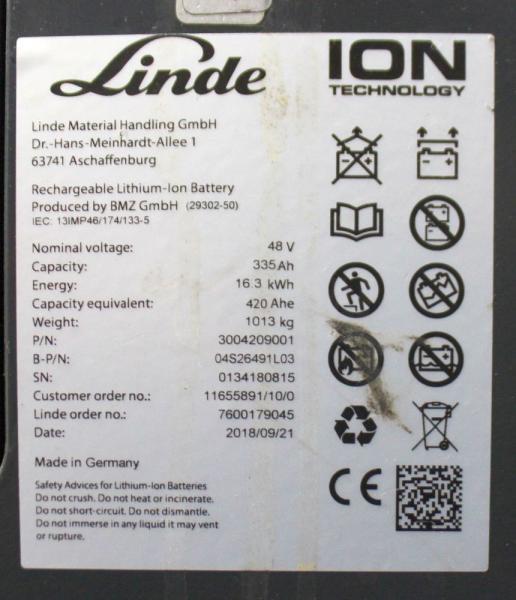 Linde
ION
TECHNOLOGY
Linde Material Handling GmbH
Dr.-Hans-Meinhardt-Allee 1
63741 Aschaffenburg
Rechargeable Lithium-Ion Battery
Produced by BMZ GmbH (29302-50)
IEC: 13IMP46/174/133-5
Nominal voltage: 48 V
Capacity: 335Ah
Energy: 16.3 kWh
Capacity equivalent: 420 Ahe
Weight: 1013 kg
P/N: 3004209001
B-P/N: 04S26491L03
SN: 0134180815
Customer order no.: 11655891/10/0
Linde order no.: 7600179045
Date: 2018/09/21
Made in Germany
Safety Advices for Lithium-Ion Batteries
Do not crush. Do not heat or incinerate.
Do not short-circuit. Do not dismantle.
Do not immerse in any liquid it may vent
or rupture.
CE